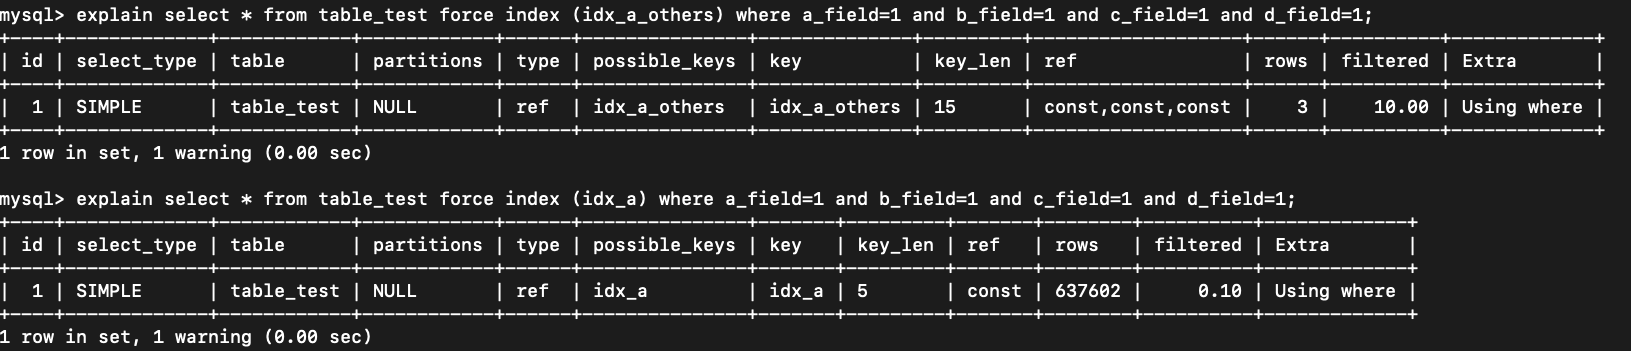 mysql> explain select * from table_test force index (idx_a_others) where a_field=1 and b_field=1 and c_field=1 and d_field=1;
+----+-------------+------------+------------+------+---------------+--------------+---------+-------------------+------+----------+-------------+
| id | select_type | table      | partitions | type | possible_keys | key          | key_len | ref               | rows | filtered | Extra       |
+----+-------------+------------+------------+------+---------------+--------------+---------+-------------------+------+----------+-------------+
|  1 | SIMPLE      | table_test | NULL       | ref  | idx_a_others  | idx_a_others | 15      | const,const,const |    3 |    10.00 | Using where |
+----+-------------+------------+------------+------+---------------+--------------+---------+-------------------+------+----------+-------------+
1 row in set, 1 warning (0.00 sec)
mysql> explain select * from table_test force index (idx_a) where a_field=1 and b_field=1 and c_field=1 and d_field=1;
+----+-------------+------------+------------+------+---------------+-------+---------+-------+--------+----------+-------------+
| id | select_type | table      | partitions | type | possible_keys | key   | key_len | ref   | rows   | filtered | Extra       |
+----+-------------+------------+------------+------+---------------+-------+---------+-------+--------+----------+-------------+
|  1 | SIMPLE      | table_test | NULL       | ref  | idx_a         | idx_a | 5       | const | 637602 |     0.10 | Using where |
+----+-------------+------------+------------+------+---------------+-------+---------+-------+--------+----------+-------------+
1 row in set, 1 warning (0.00 sec)